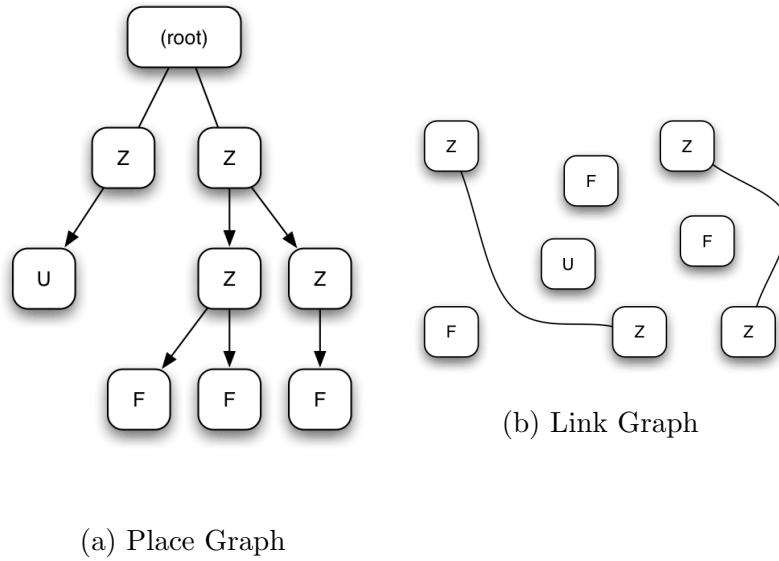 (root)
Z Z
U Z Z
F F F
(a) Place Graph
Z Z
F
F
U
F Z Z
(b) Link Graph